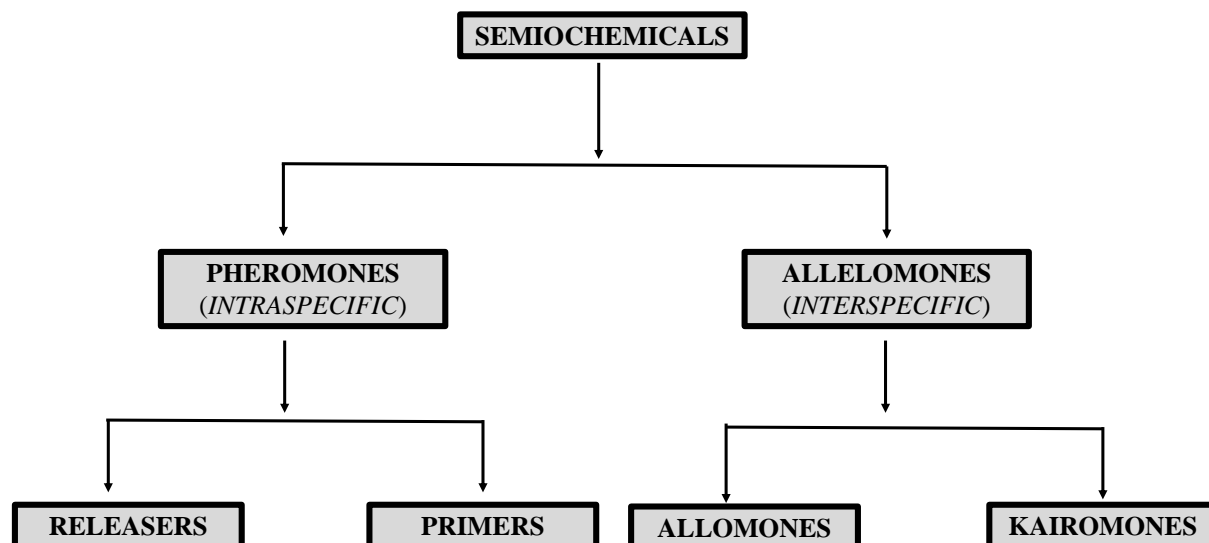 SEMIOCHEMICALS
PHEROMONES
(INTRASPECIFIC)
ALLELOMONES
(INTERSPECIFIC)
RELEASERS
PRIMERS
ALLOMONES
KAIROMONES